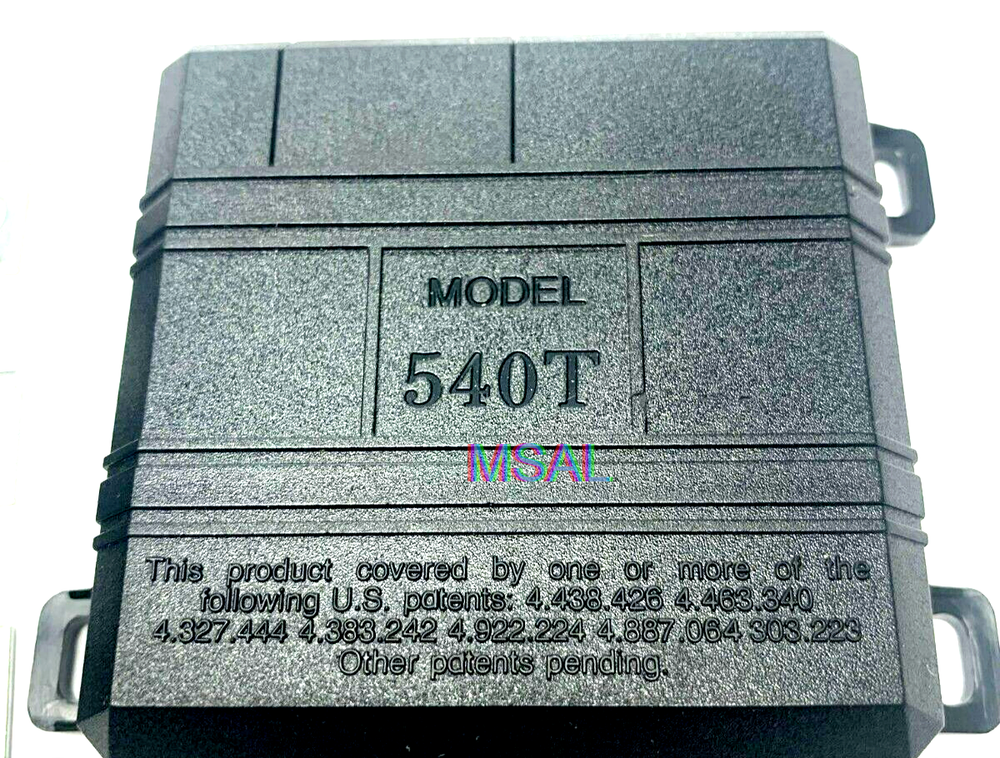 MODEL
540T
MSAL
This product covered by one or more of the
following U.S. patents: 4.438.426 4.463.340
4.327.444 4.383.242 4.922.224 4.887.064 303.223
Other patents pending.